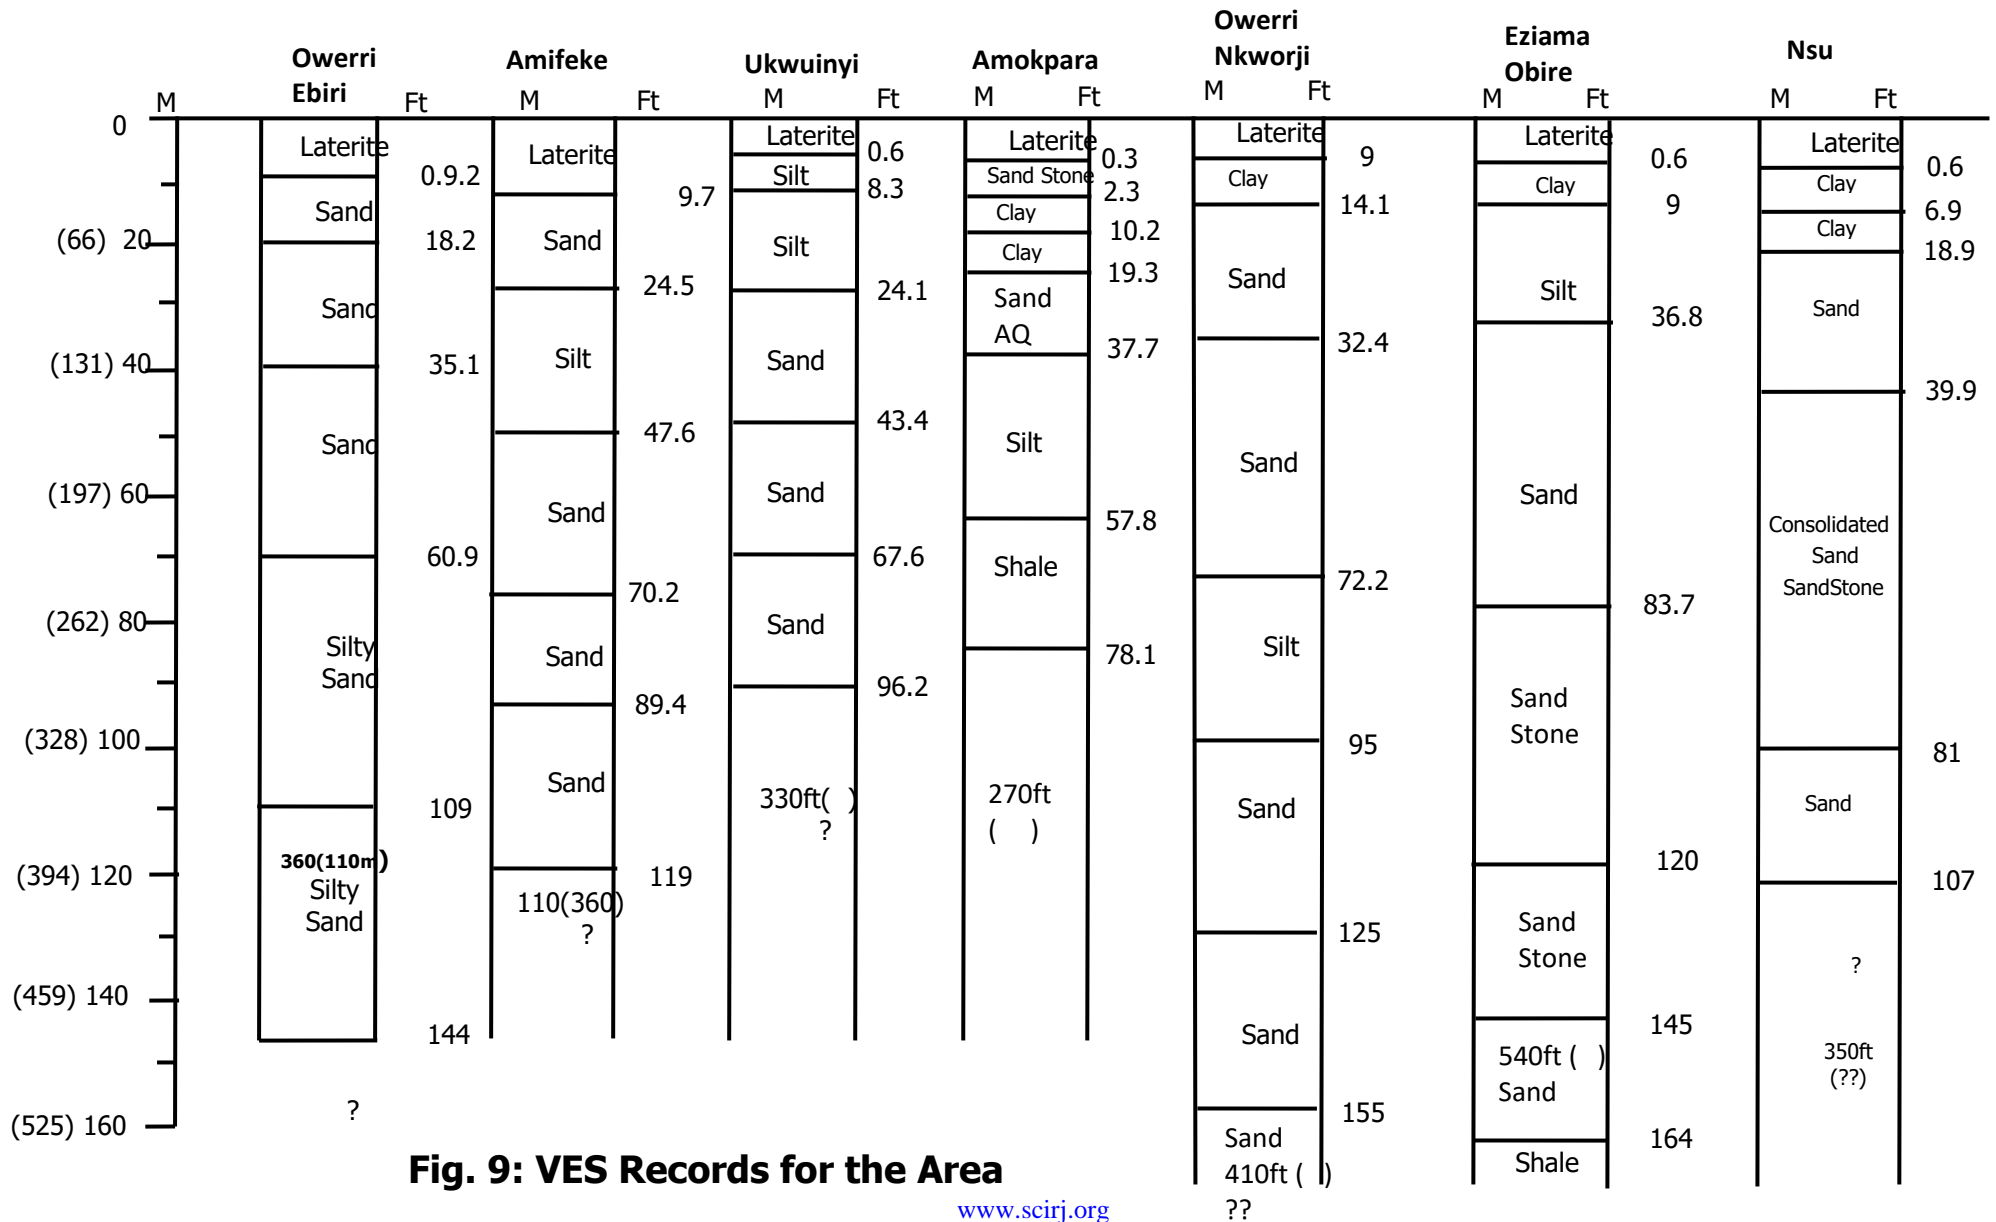 Owerri
Ebiri
Amifeke
Ukwuinyi
Amokpara
Owerri
Nkworji
Eziama
Obire
Nsu
M
Ft
M
Ft
M
Ft
M
Ft
M
Ft
M
Ft
M
Ft
0
(66) 20
(131) 40
(197) 60
(262) 80
(328) 100
(394) 120
(459) 140
(525) 160
Laterite
0.9.2
Sand
18.2
Sand
35.1
Sand
60.9
Silty
Sand
109
360(110m)
Silty
Sand
144
?
Laterite
9.7
Sand
24.5
Silt
47.6
Sand
70.2
Sand
89.4
Sand
119
110(360)
?
Laterite
0.6
Silt
8.3
Silt
24.1
Sand
43.4
Sand
67.6
Sand
96.2
330ft( )
?
Laterite
0.3
Sand Stone
2.3
Clay
10.2
Clay
19.3
Sand
AQ
37.7
Silt
57.8
Shale
78.1
270ft
( )
Laterite
9
Clay
14.1
Sand
32.4
Sand
72.2
Silt
95
Sand
125
Sand
155
Sand
410ft ( )
??
Laterite
0.6
Clay
9
Silt
36.8
Sand
83.7
Sand
Stone
120
Sand
Stone
145
540ft ( )
Sand
164
Shale
Laterite
0.6
Clay
6.9
Clay
18.9
Sand
39.9
Consolidated
Sand
SandStone
81
Sand
107
?
350ft
(??)
Fig. 9: VES Records for the Area
www.scirj.org